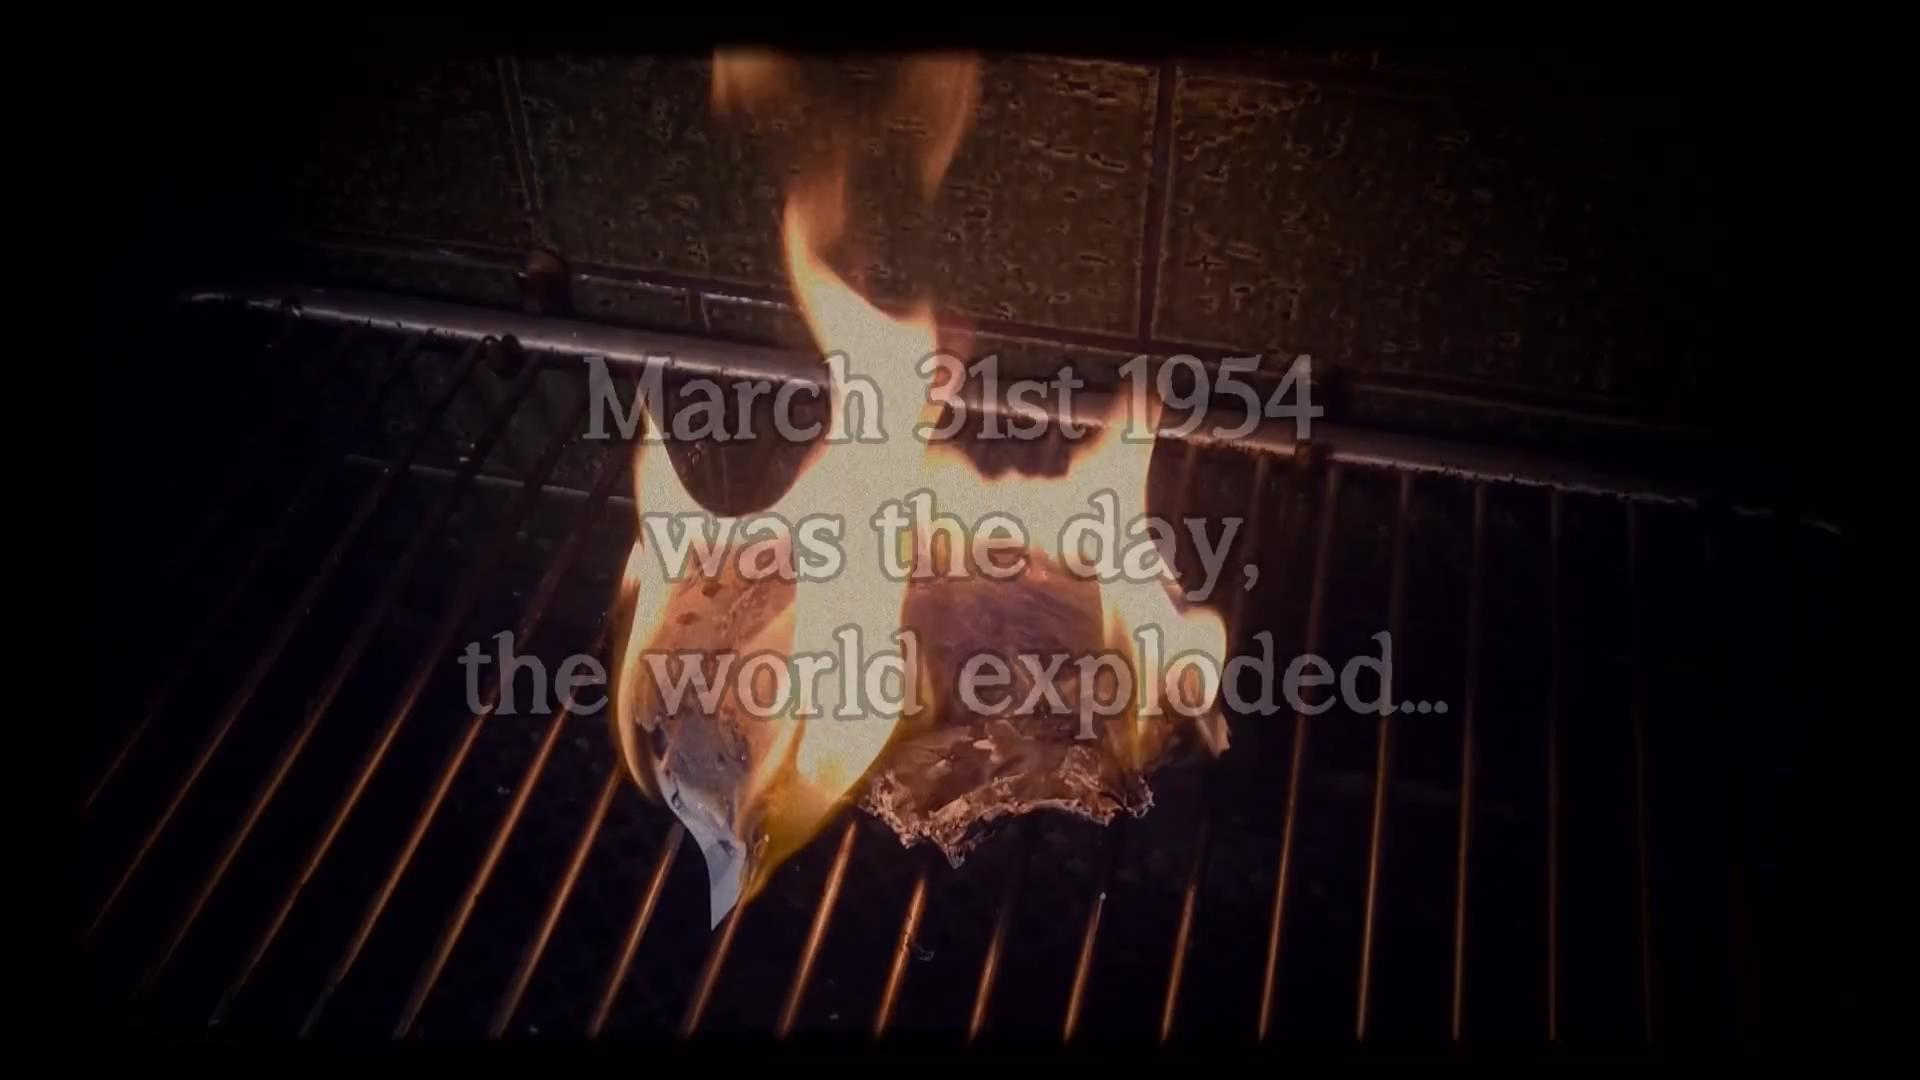 March 31st 1954
was the day,
the world exploded...